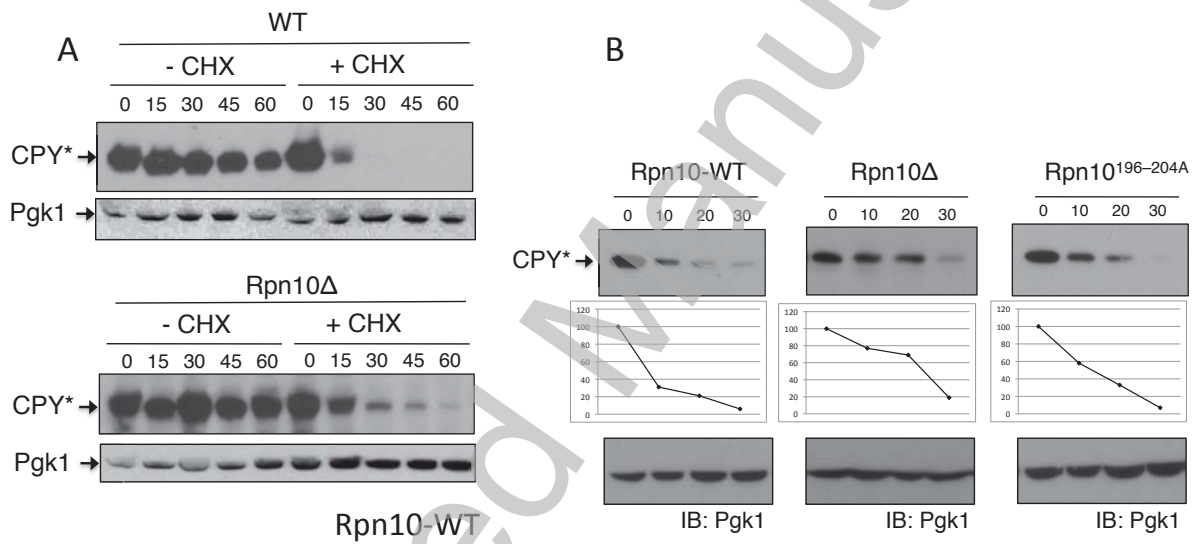 A
WT
- CHX + CHX
0 15 30 45 60 0 15 30 45 60
CPY*
Pgk1
Rpn10Δ
- CHX + CHX
0 15 30 45 60 0 15 30 45 60
CPY*
Pgk1
Rpn10-WT
B
Rpn10-WT Rpn10Δ Rpn10196–204A
0 10 20 30 0 10 20 30 0 10 20 30
CPY*
120 120 120
100 100 100
80 80 80
60 60 60
40 40 40
20 20 20
0 0 0
IB: Pgk1 IB: Pgk1 IB: Pgk1
ed Manus